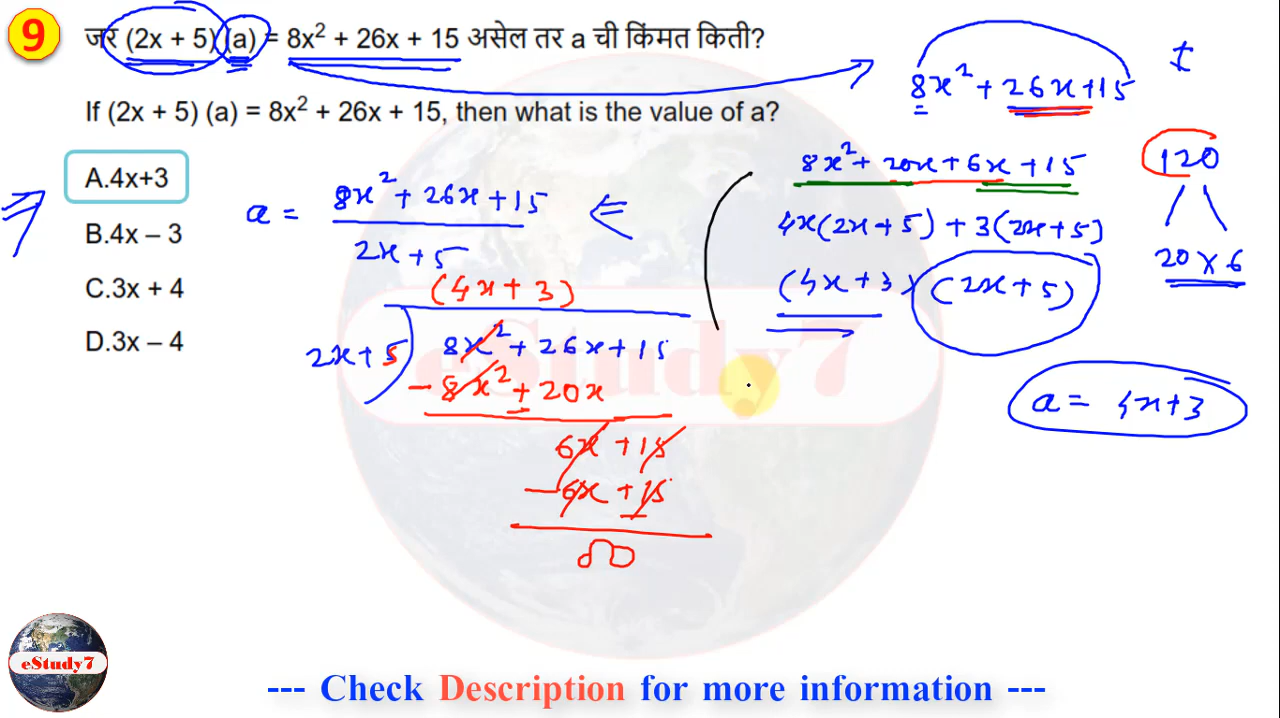 9
जर (2x + 5) (a) = 8x² + 26x + 15 असेल तर a ची किंमत किती?
If (2x + 5) (a) = 8x² + 26x + 15, then what is the value of a?
A.4x+3
B.4x – 3
C.3x + 4
D.3x – 4
a = 8x² + 26x + 15
2x + 5
(4x + 3)
2x + 5) 8x² + 26x + 15
- 8x² + 20x
6x + 15
- 6x + 15
8x² + 26x + 15
120
20 x 6
8x² + 20x + 6x + 15
4x(2x + 5) + 3(2x + 5)
(4x + 3) (2x + 5)
a = 4x + 3
eStudy7
eStudy7
--- Check Description for more information ---